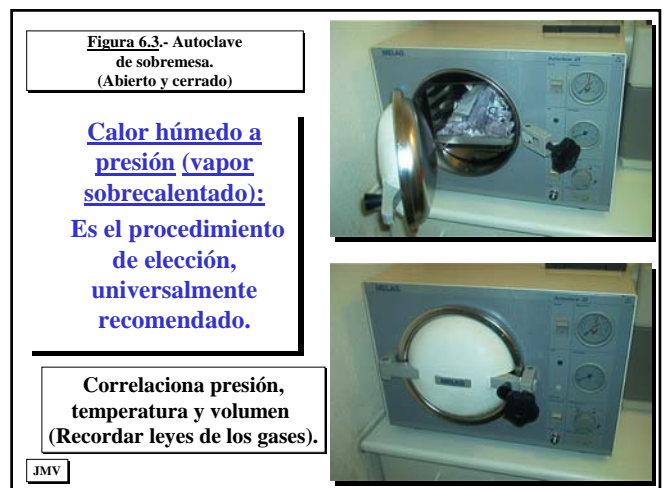 Figura 6.3.- Autoclave
de sobremesa.
(Abierto y cerrado)
Calor húmedo a
presión (vapor
sobrecalentado):
Es el procedimiento
de elección,
universalmente
recomendado.
Correlaciona presión,
temperatura y volumen
(Recordar leyes de los gases).
JMV
MELAG
MELAG
MELAG